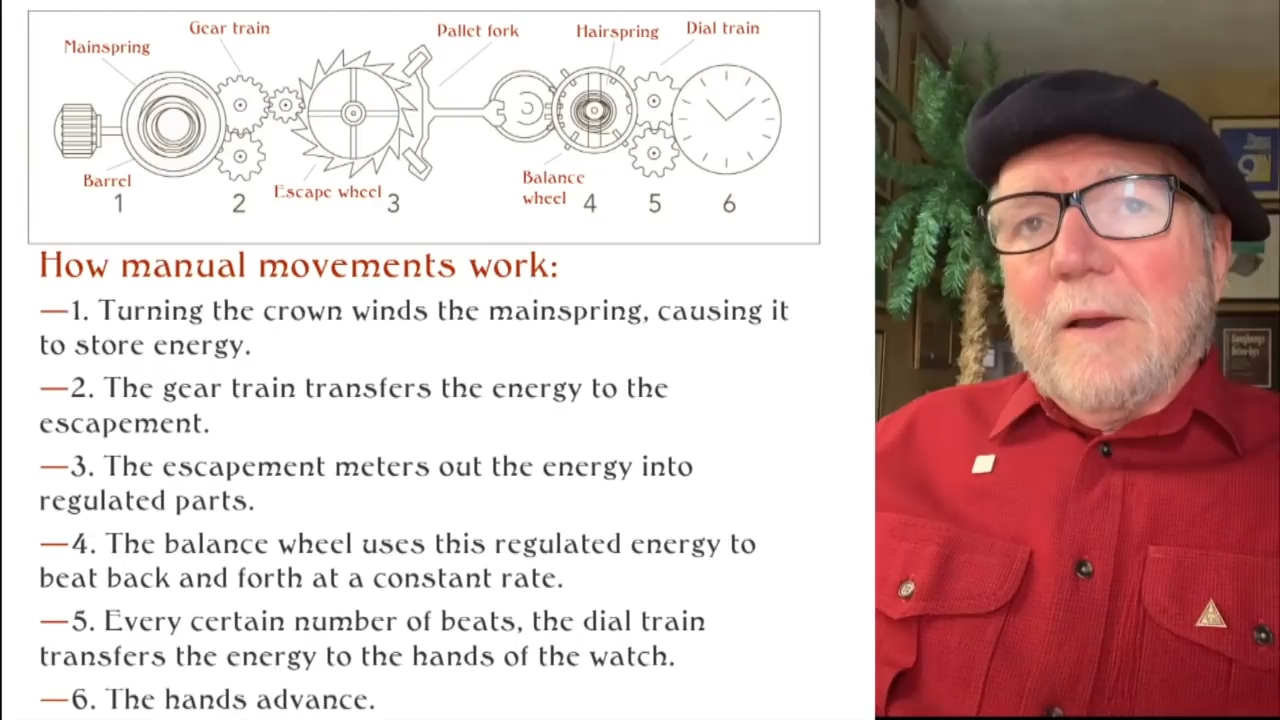 Gear train
Pallet fork
Hairspring
Dial train
Mainspring
Barrel
Escape wheel
Balance
wheel
1
2
3
4
5
6
How manual movements work:
—1. Turning the crown winds the mainspring, causing it
to store energy.
—2. The gear train transfers the energy to the
escapement.
—3. The escapement meters out the energy into
regulated parts.
—4. The balance wheel uses this regulated energy to
beat back and forth at a constant rate.
—5. Every certain number of beats, the dial train
transfers the energy to the hands of the watch.
—6. The hands advance.